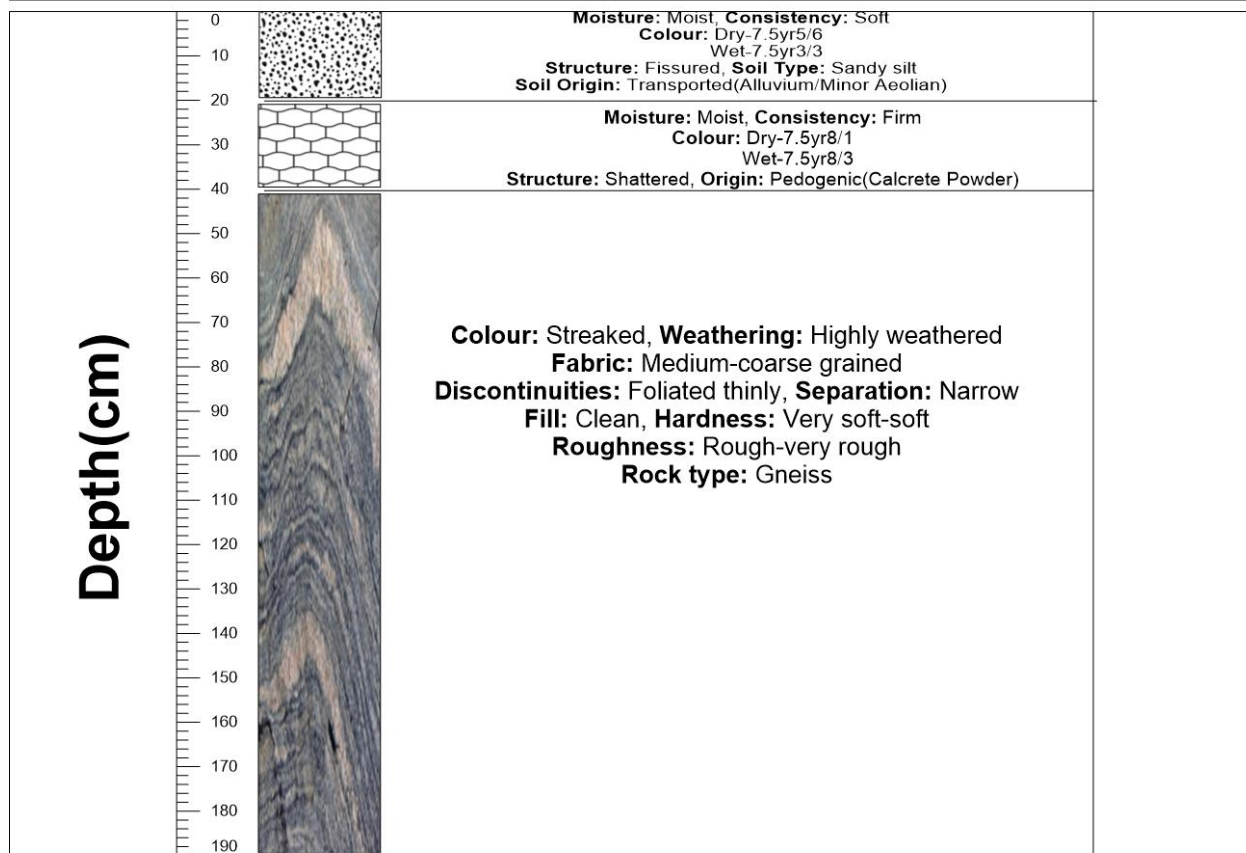 Depth(cm)
0
10
20
30
40
50
60
70
80
90
100
110
120
130
140
150
160
170
180
190
Moisture: Moist, Consistency: Soft
Colour: Dry-7.5yr5/6
Wet-7.5yr3/3
Structure: Fissured, Soil Type: Sandy silt
Soil Origin: Transported(Alluvium/Minor Aeolian)
Moisture: Moist, Consistency: Firm
Colour: Dry-7.5yr8/1
Wet-7.5yr8/3
Structure: Shattered, Origin: Pedogenic(Calcrete Powder)
Colour: Streaked, Weathering: Highly weathered
Fabric: Medium-coarse grained
Discontinuities: Foliated thinly, Separation: Narrow
Fill: Clean, Hardness: Very soft-soft
Roughness: Rough-very rough
Rock type: Gneiss